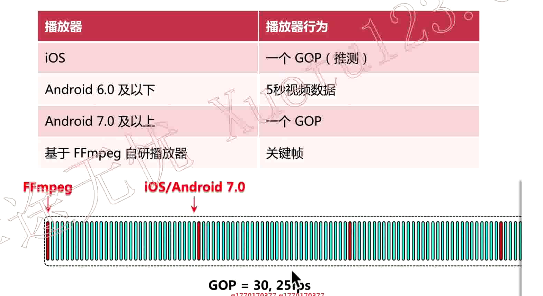 播放器 播放器行为
iOS 一个 GOP（推测）
Android 6.0 及以下 5秒视频数据
Android 7.0 及以上 一个 GOP
基于 FFmpeg 自研播放器 关键帧
FFmpeg iOS/Android 7.0
GOP = 30, 25fps